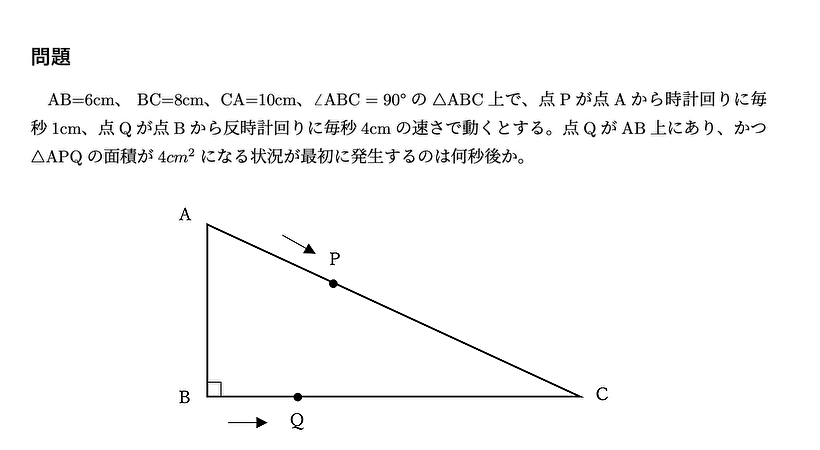 問題
AB=6cm、 BC=8cm、CA=10cm、∠ABC = 90° の △ABC 上で、点 P が点 A から時計回りに毎
秒 1cm、点 Q が点 B から反時計回りに毎秒 4cm の速さで動くとする。点 Q が AB 上にあり、かつ
△APQ の面積が 4cm² になる状況が最初に発生するのは何秒後か。
A
P
B
C
Q